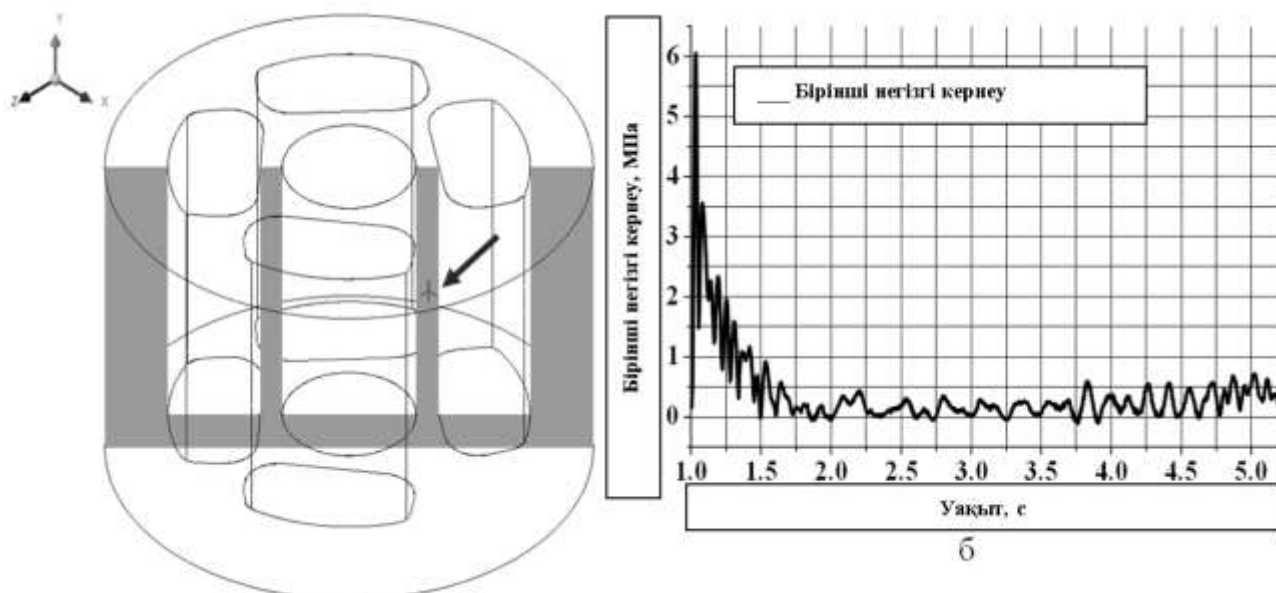 Y
Z
X
Бірінші негізгі кернеу, МПа
6
5
4
3
2
1
0
Бірінші негізгі кернеу
1.0 1.5 2.0 2.5 3.0 3.5 4.0 4.5 5.0
Уақыт, с
б